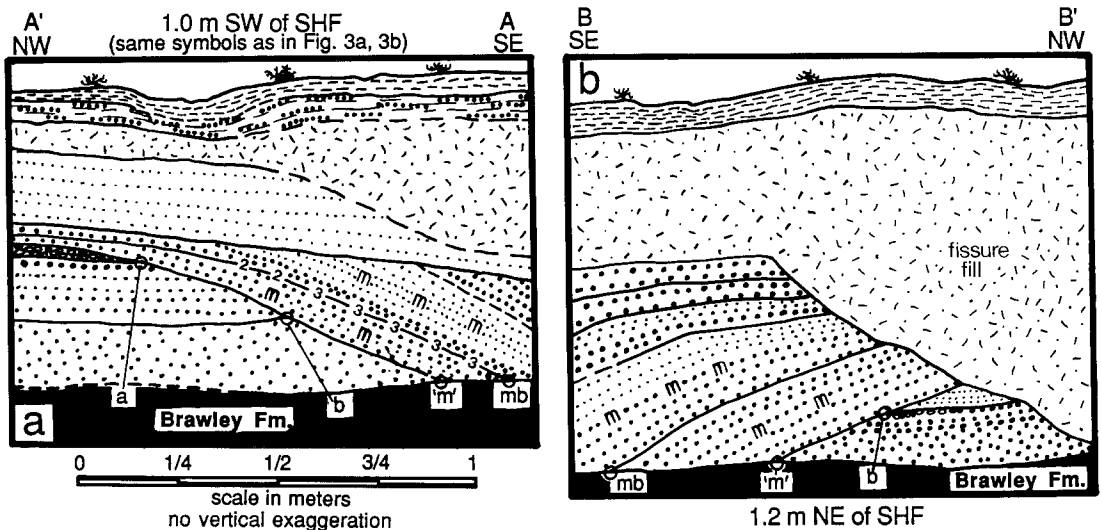 A' NW
1.0 m SW of SHF
(same symbols as in Fig. 3a, 3b)
A SE
a
2
2
3
3
3
3
3
m
m
m
m
m
a
b
'm'
mb
Brawley Fm.
0 1/4 1/2 3/4 1
scale in meters
no vertical exaggeration
B SE
B' NW
b
fissure
fill
m
m
m
m
m
mb
'm'
b
Brawley Fm.
1.2 m NE of SHF